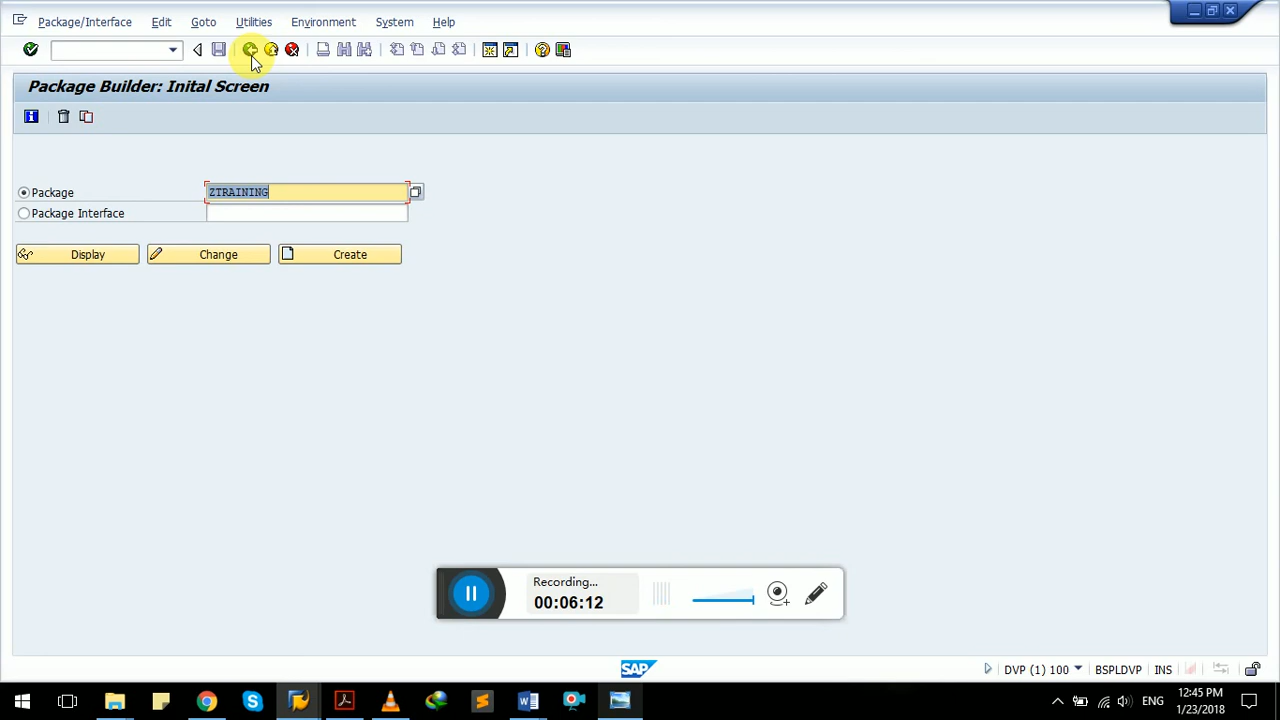 Package/Interface Edit Goto Utilities Environment System Help
Package Builder: Inital Screen
Package ZTRAINING
Package Interface
Display Change Create
Recording...
00:06:12
SAP
DVP (1) 100 BSPLDVP INS
ENG
12:45 PM
1/23/2018